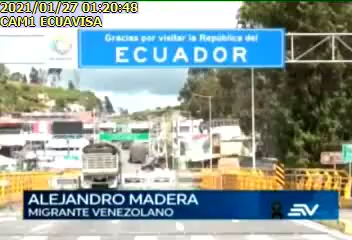 2021/01/27 01:20:48
CAM1 ECUAVISA
Gracias por visitar la República del
ECUADOR
ALEJANDRO MADERA
MIGRANTE VENEZOLANO